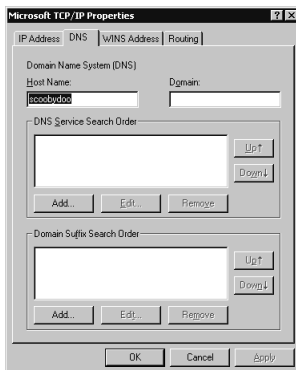 Microsoft TCP/IP Properties
IP Address DNS WINS Address Routing
Domain Name System (DNS)
Host Name: Domain:
scoobydoo
DNS Service Search Order
Up↑
Down↓
Add... Edit... Remove
Domain Suffix Search Order
Up↑
Down↓
Add... Edit... Remove
OK Cancel Apply